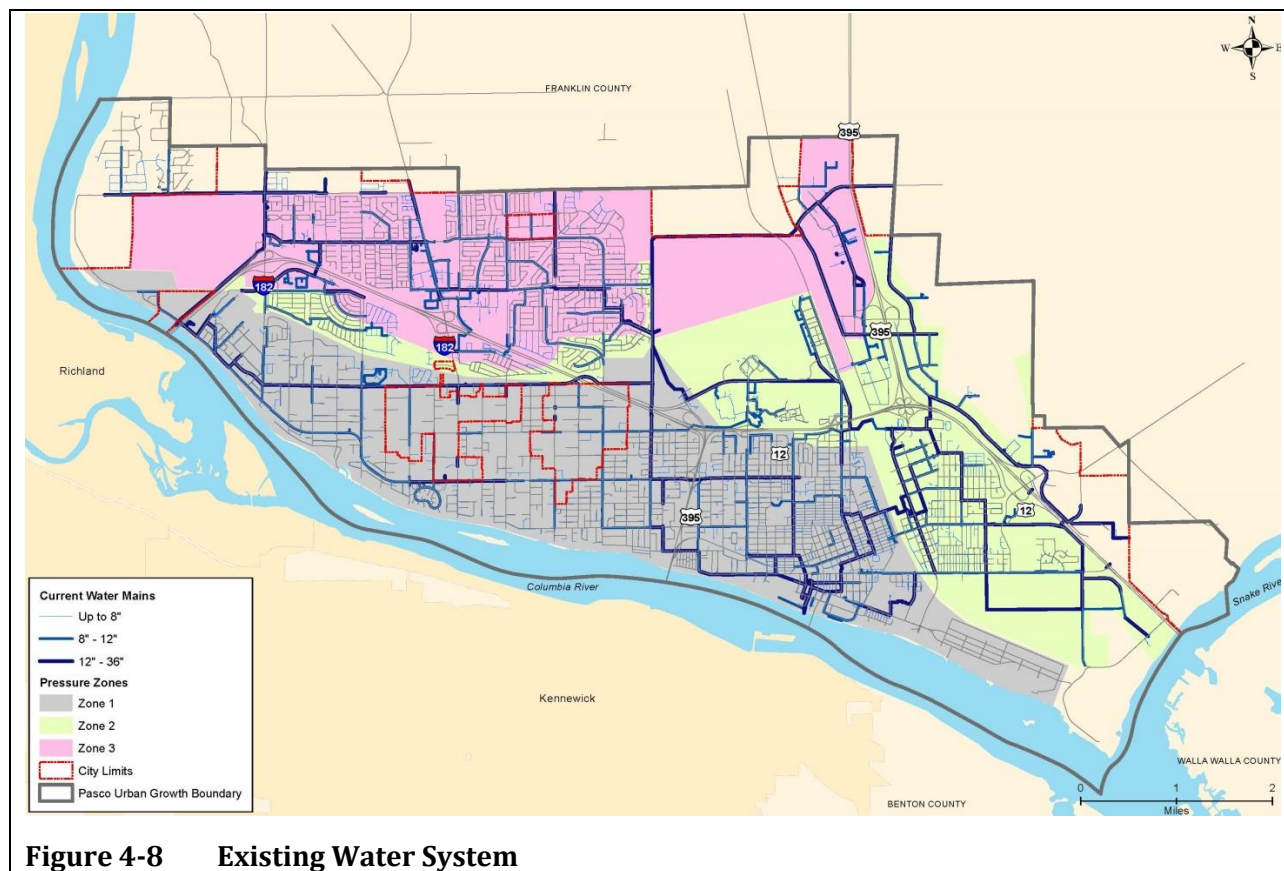 N
W E
S
FRANKLIN COUNTY
395
182
395
182
Richland
12
395
12
Columbia River
Snake River
Kennewick
WALLA WALLA COUNTY
BENTON COUNTY
0 1 2
Miles
Current Water Mains
Up to 8"
8" - 12"
12" - 36"
Pressure Zones
Zone 1
Zone 2
Zone 3
City Limits
Pasco Urban Growth Boundary
Figure 4-8 Existing Water System